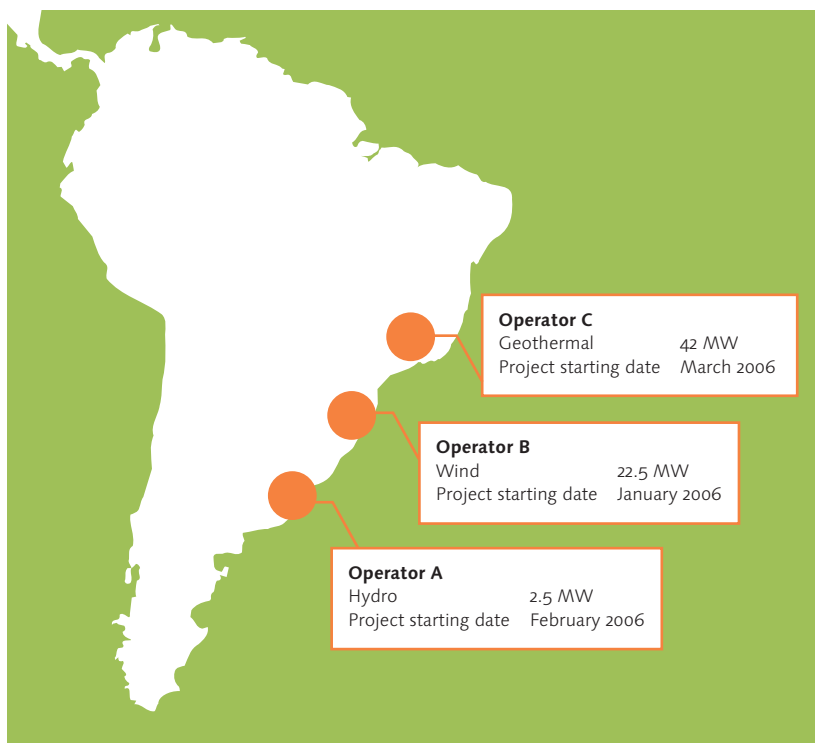 Operator C
Geothermal 42 MW
Project starting date March 2006
Operator B
Wind 22.5 MW
Project starting date January 2006
Operator A
Hydro 2.5 MW
Project starting date February 2006